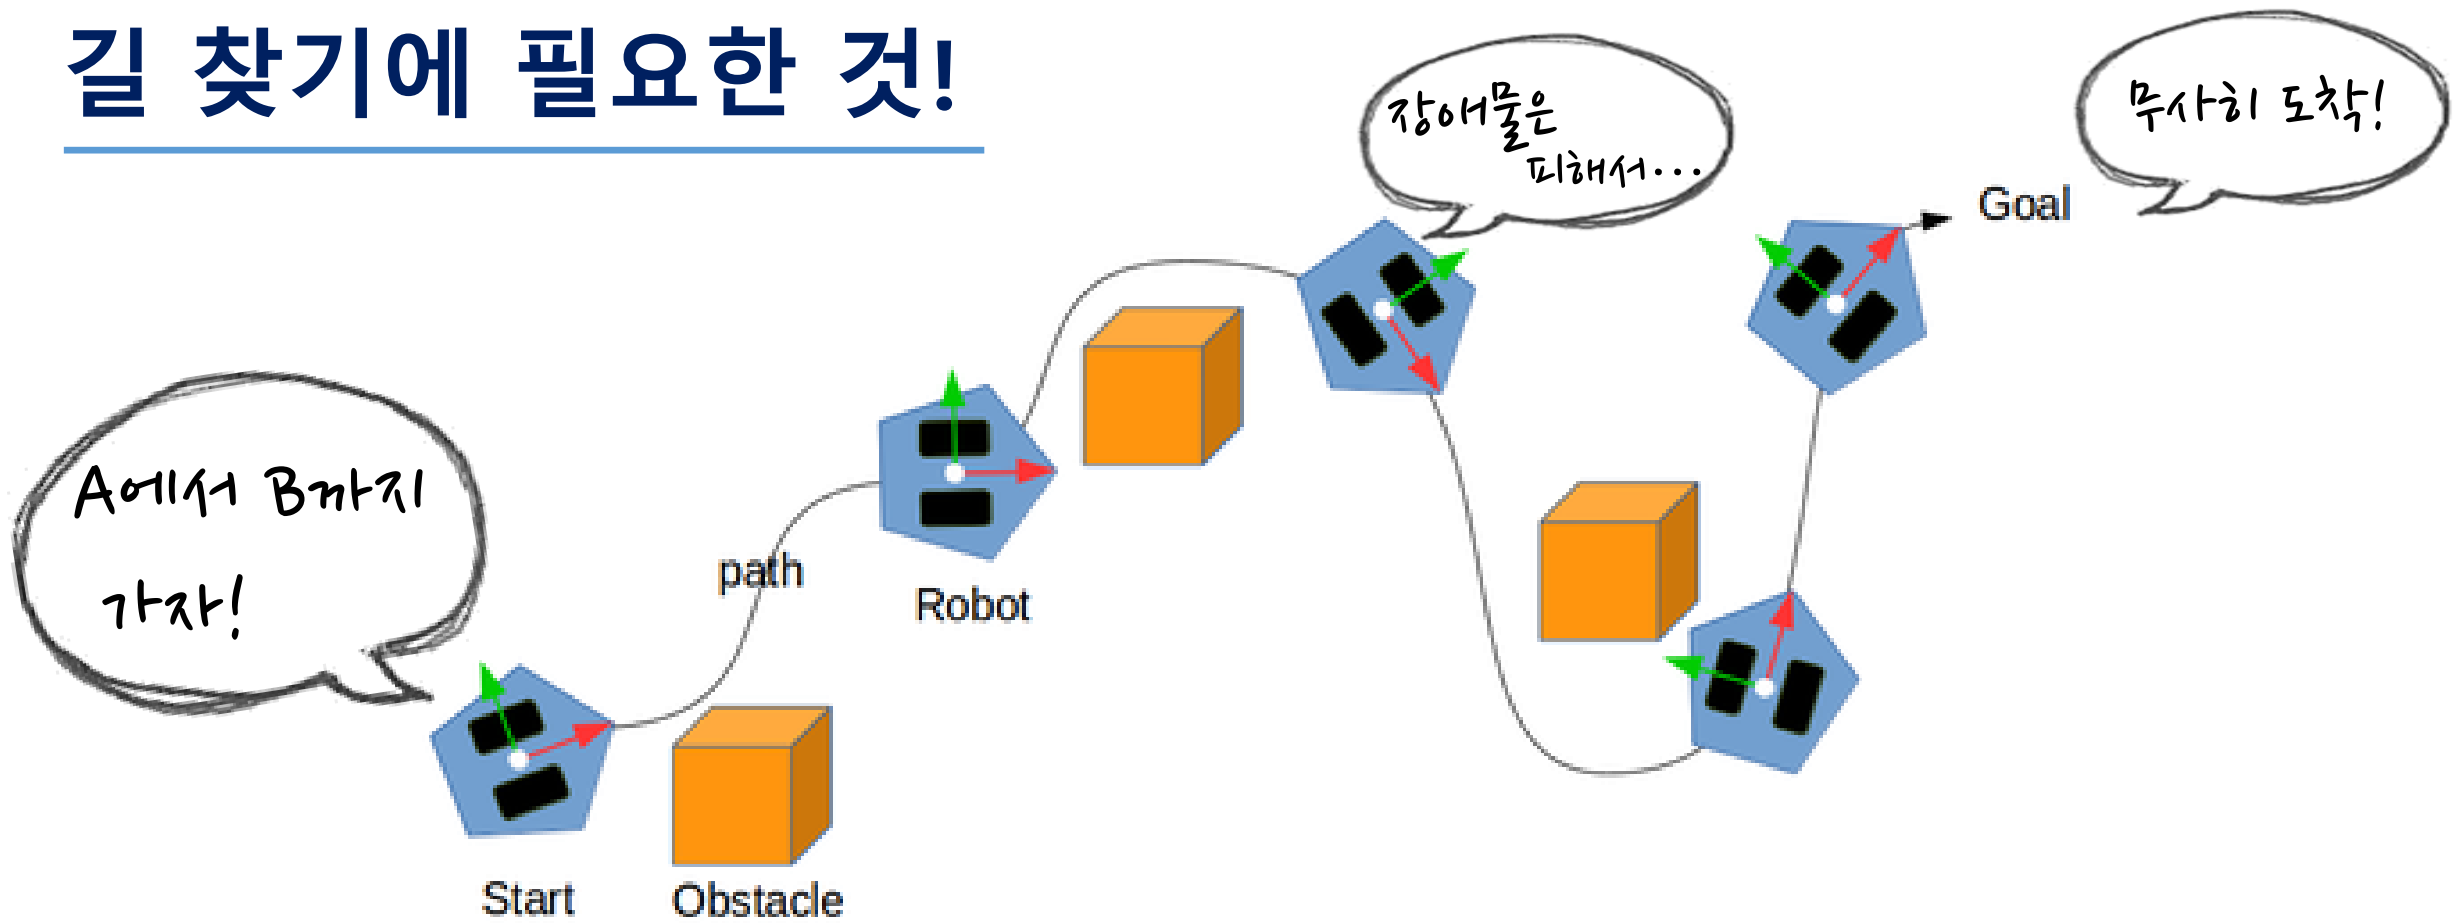 길 찾기에 필요한 것!
장애물은
피해서...
무사히 도착!
Goal
A에서 B까지
가자!
path
Robot
Start
Obstacle